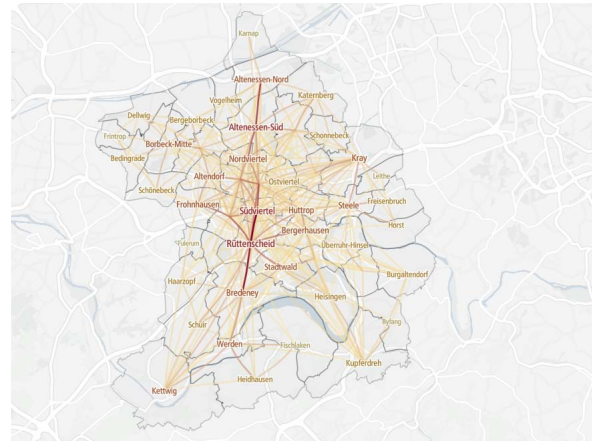 Karnap
Altenessen-Nord
Vogelheim
Katernberg
Dellwig
Bergeborbeck
Altenessen-Süd
Frintrop
Schonnebeck
Borbeck-Mitte
Bedingrade
Nordviertel
Kray
Altendorf
Leithe
Ostviertel
Schönebeck
Freisenbruch
Frohnhausen
Steele
Südviertel
Huttrop
Horst
Bergerhausen
Fulerum
Rüttenscheid
Überruhr-Hinsel
Stadtwald
Burgaltendorf
Haarzopf
Bredeney
Heisingen
Schuir
Byfang
Werden
Fischlaken
Kupferdreh
Heidhausen
Kettwig